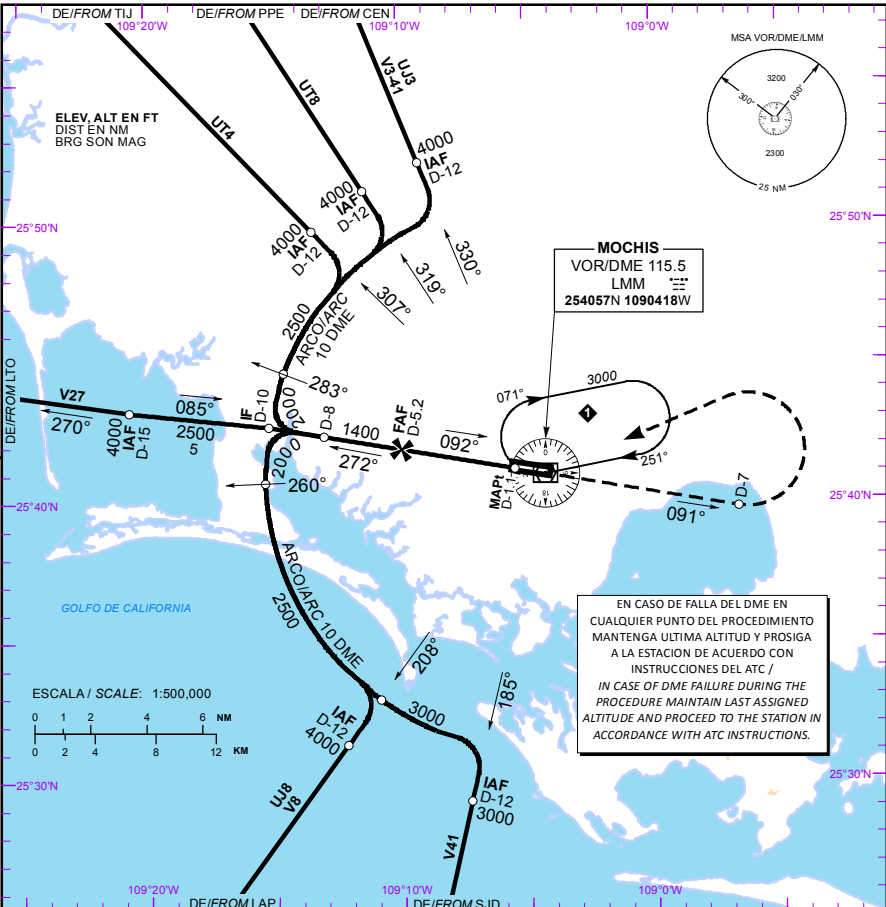 DE/FROM TIJ
DE/FROM PPE
DE/FROM CEN
109°20'W
109°10'W
109°0'W
MSA VOR/DME/LMM
3200
300°
030°
2300
25 NM
ELEV, ALT EN FT
DIST EN NM
BRG SON MAG
UT4
UT8
UJ3
V3-41
4000
IAF
D-12
4000
IAF
D-12
4000
IAF
D-12
25°50'N
25°50'N
330°
319°
307°
2500
ARCO/ARC
10 DME
MOCHIS
VOR/DME 115.5
LMM
254057N 1090418W
DE/FROM LTO
V27
270°
4000
IAF
D-15
085°
2500
5
IF
D-10
283°
2000
D-8
1400
272°
FAF
D-5.2
092°
071°
3000
1
251°
MAPt
D-1.1
0
18
091°
D-7
2000
260°
25°40'N
25°40'N
ARCO/ARC 10 DME
2500
GOLFO DE CALIFORNIA
208°
185°
EN CASO DE FALLA DEL DME EN
CUALQUIER PUNTO DEL PROCEDIMIENTO
MANTENGA ULTIMA ALTITUD Y PROSIGA
A LA ESTACION DE ACUERDO CON
INSTRUCCIONES DEL ATC /
IN CASE OF DME FAILURE DURING THE
PROCEDURE MAINTAIN LAST ASSIGNED
ALTITUDE AND PROCEED TO THE STATION IN
ACCORDANCE WITH ATC INSTRUCTIONS.
ESCALA / SCALE: 1:500,000
0 1 2 4 6 NM
0 2 4 8 12 KM
3000
IAF
D-12
4000
IAF
D-12
3000
25°30'N
25°30'N
UJ8
V8
V41
109°20'W
109°10'W
109°0'W
DE/FROM LAP
DE/FROM SJD